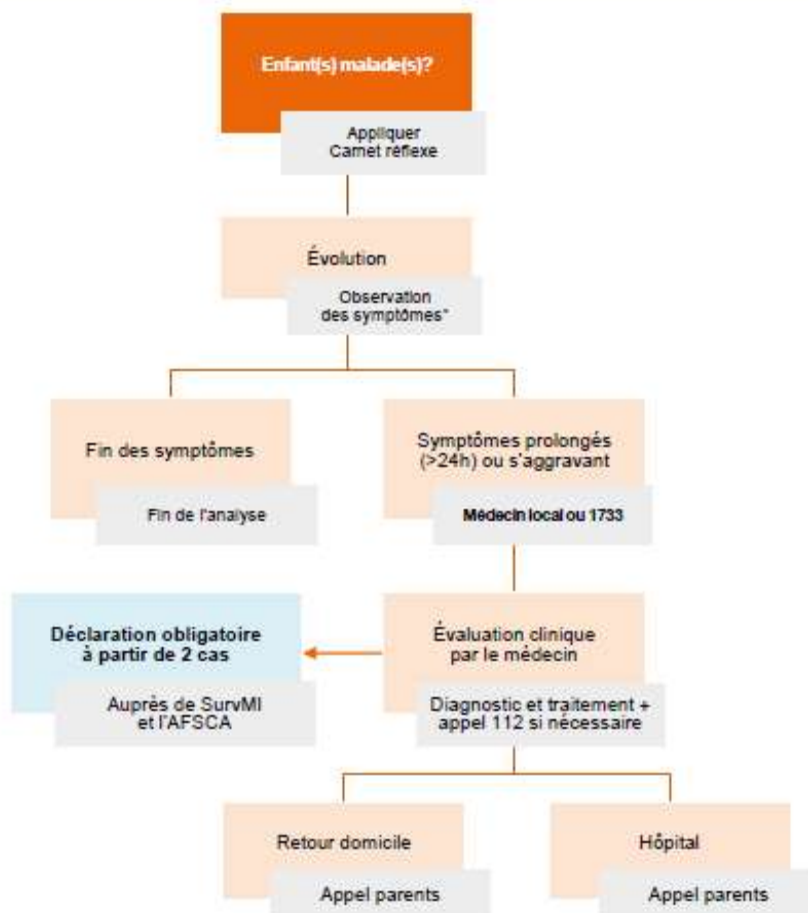 Enfant(s) malade(s)?
Appliquer
Carnet réflexe
Évolution
Observation
des symptômes*
Fin des symptômes
Fin de l'analyse
Symptômes prolongés
(>24h) ou s'aggravant
Médecin local ou 1733
Déclaration obligatoire
à partir de 2 cas
Auprès de SurvMI
et l'AFSCA
Évaluation clinique
par le médecin
Diagnostic et traitement +
appel 112 si nécessaire
Retour domicile
Appel parents
Hôpital
Appel parents